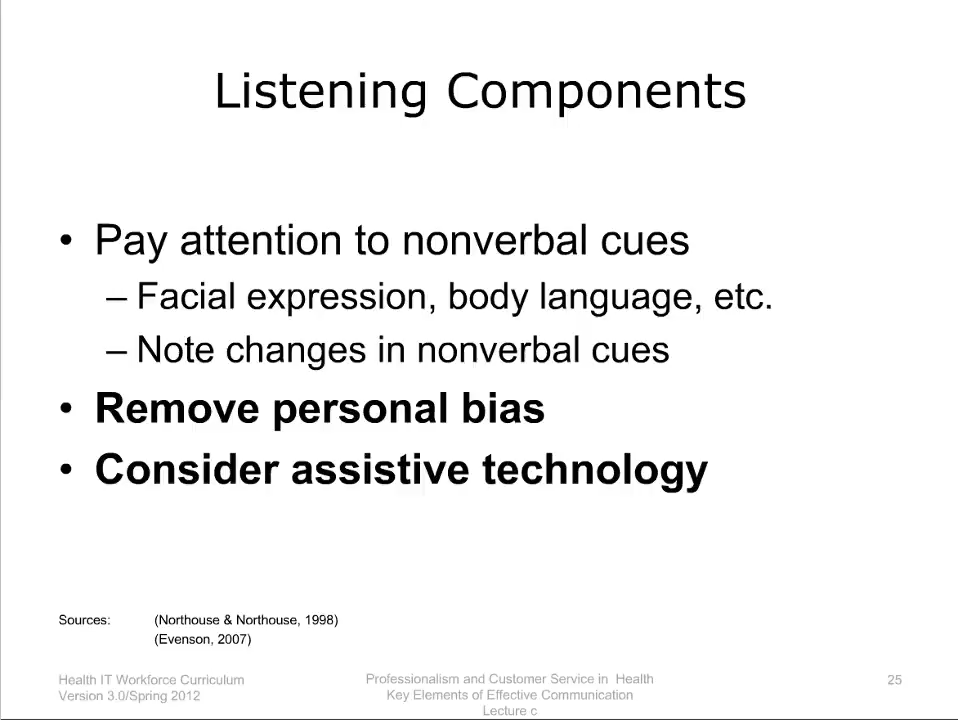 Listening Components
• Pay attention to nonverbal cues
– Facial expression, body language, etc.
– Note changes in nonverbal cues
• Remove personal bias
• Consider assistive technology
Sources: (Northouse & Northouse, 1998)
(Evenson, 2007)
Health IT Workforce Curriculum
Version 3.0/Spring 2012
Professionalism and Customer Service in Health
Key Elements of Effective Communication
Lecture c
25